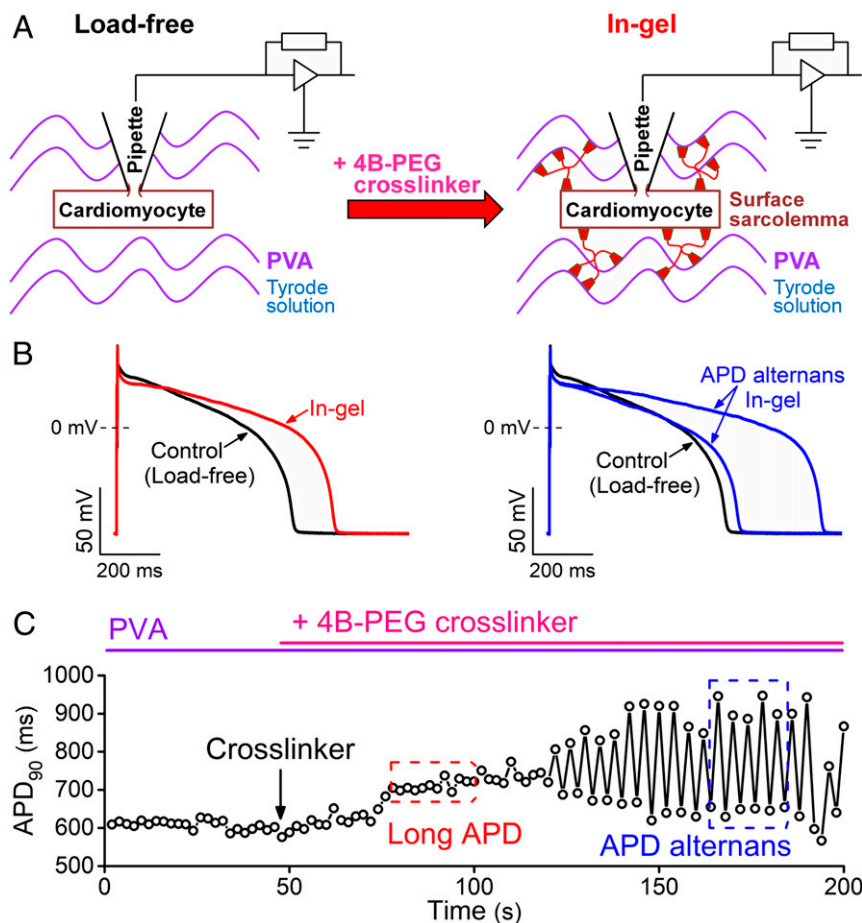 A
Load-free
In-gel
Pipette
Pipette
+ 4B-PEG
crosslinker
Cardiomyocyte
Cardiomyocyte
Surface
sarcolemma
PVA
PVA
Tyrode
solution
Tyrode
solution
B
In-gel
APD alternans
In-gel
0 mV
0 mV
Control
(Load-free)
Control
(Load-free)
50 mV
200 ms
50 mV
200 ms
C
PVA
+ 4B-PEG crosslinker
1000
900
800
700
600
500
APD90 (ms)
Crosslinker
Long APD
APD alternans
0
50
100
150
200
Time (s)